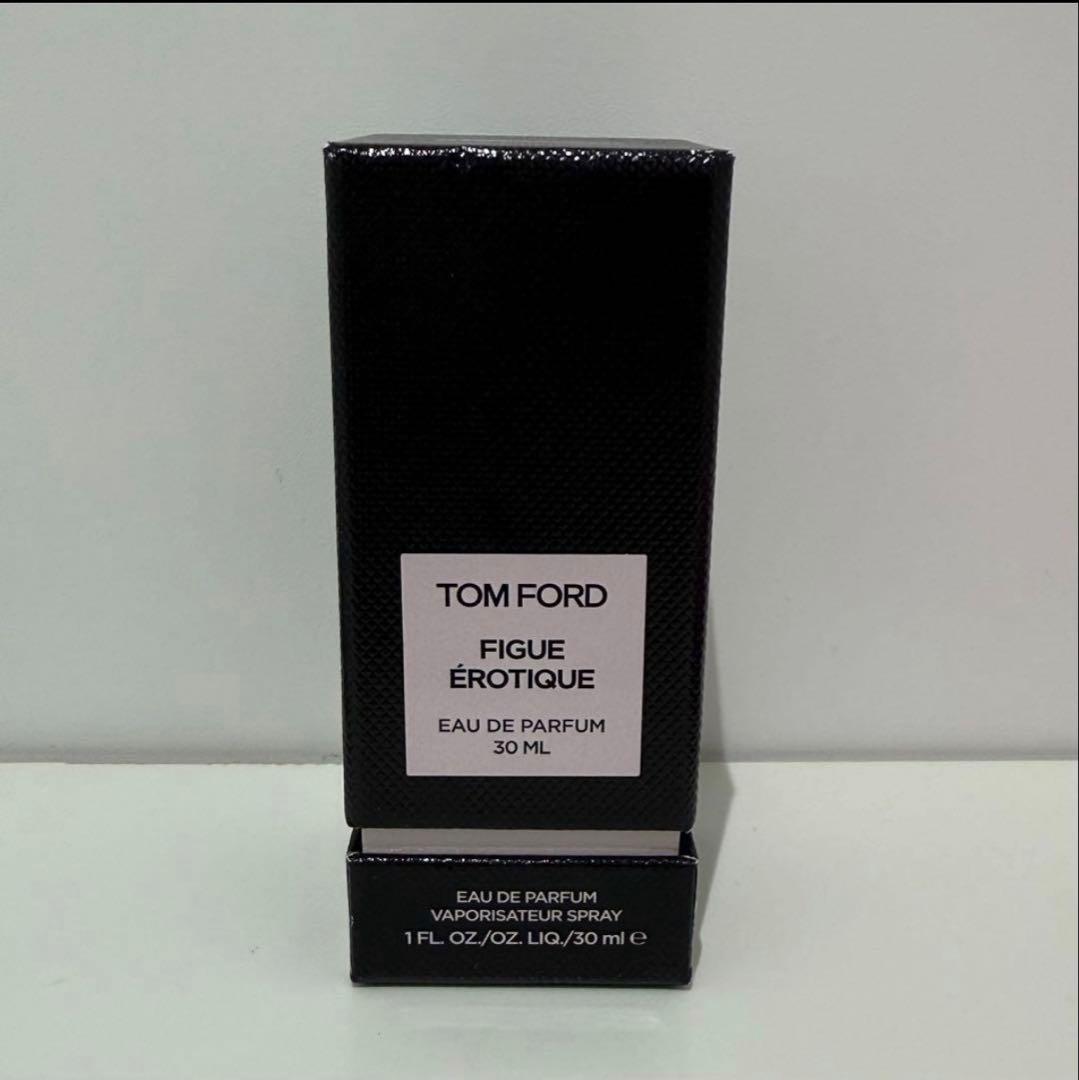 TOM FORD
FIGUE
ÉROTIQUE
EAU DE PARFUM
30 ML
EAU DE PARFUM
VAPORISATEUR SPRAY
1 FL. OZ./OZ. LIQ./30 ml ℮